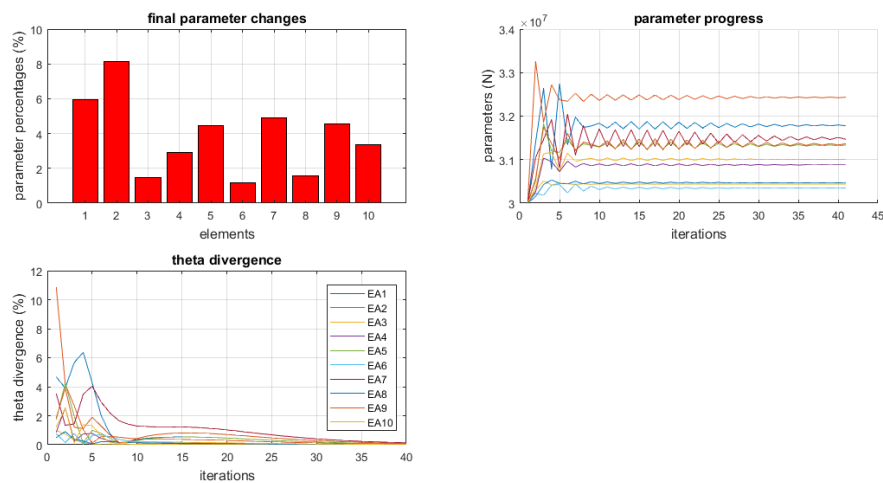 final parameter changes
parameter percentages (%)
10
8
6
4
2
0
1 2 3 4 5 6 7 8 9 10
elements
parameter progress
×10⁷
parameters (N)
3.4
3.3
3.2
3.1
3
0 5 10 15 20 25 30 35 40 45
iterations
theta divergence
theta divergence (%)
12
10
8
6
4
2
0
0 5 10 15 20 25 30 35 40
iterations
EA1
EA2
EA3
EA4
EA5
EA6
EA7
EA8
EA9
EA10